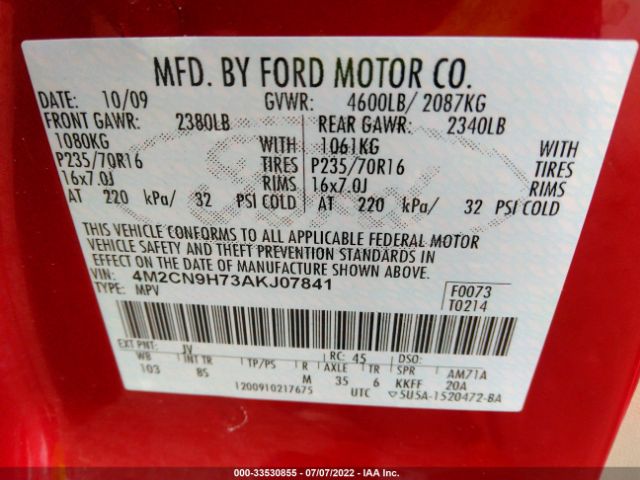 MFD. BY FORD MOTOR CO.
DATE: 10/09 GVWR: 4600LB/ 2087KG
FRONT GAWR: 2380LB REAR GAWR: 2340LB
1080KG WITH 1061KG WITH
P235/70R16 TIRES P235/70R16 TIRES
16x7.0J RIMS 16x7.0J RIMS
AT 220 kPa/ 32 PSI COLD AT 220 kPa/ 32 PSI COLD
THIS VEHICLE CONFORMS TO ALL APPLICABLE FEDERAL MOTOR
VEHICLE SAFETY AND THEFT PREVENTION STANDARDS IN
EFFECT ON THE DATE OF MANUFACTURE SHOWN ABOVE.
VIN: 4M2CN9H73AKJ07841 F0073
TYPE: MPV T0214
EXT PNT: JV RC: 45 DSO:
WB INT TR TP/PS R AXLE TR SPR AM71A
103 8S M 35 6 KKFF 20A
1200910217675 UTC 5U5A-1520472-BA
Ford
000-33530855 - 07/07/2022 - IAA Inc.